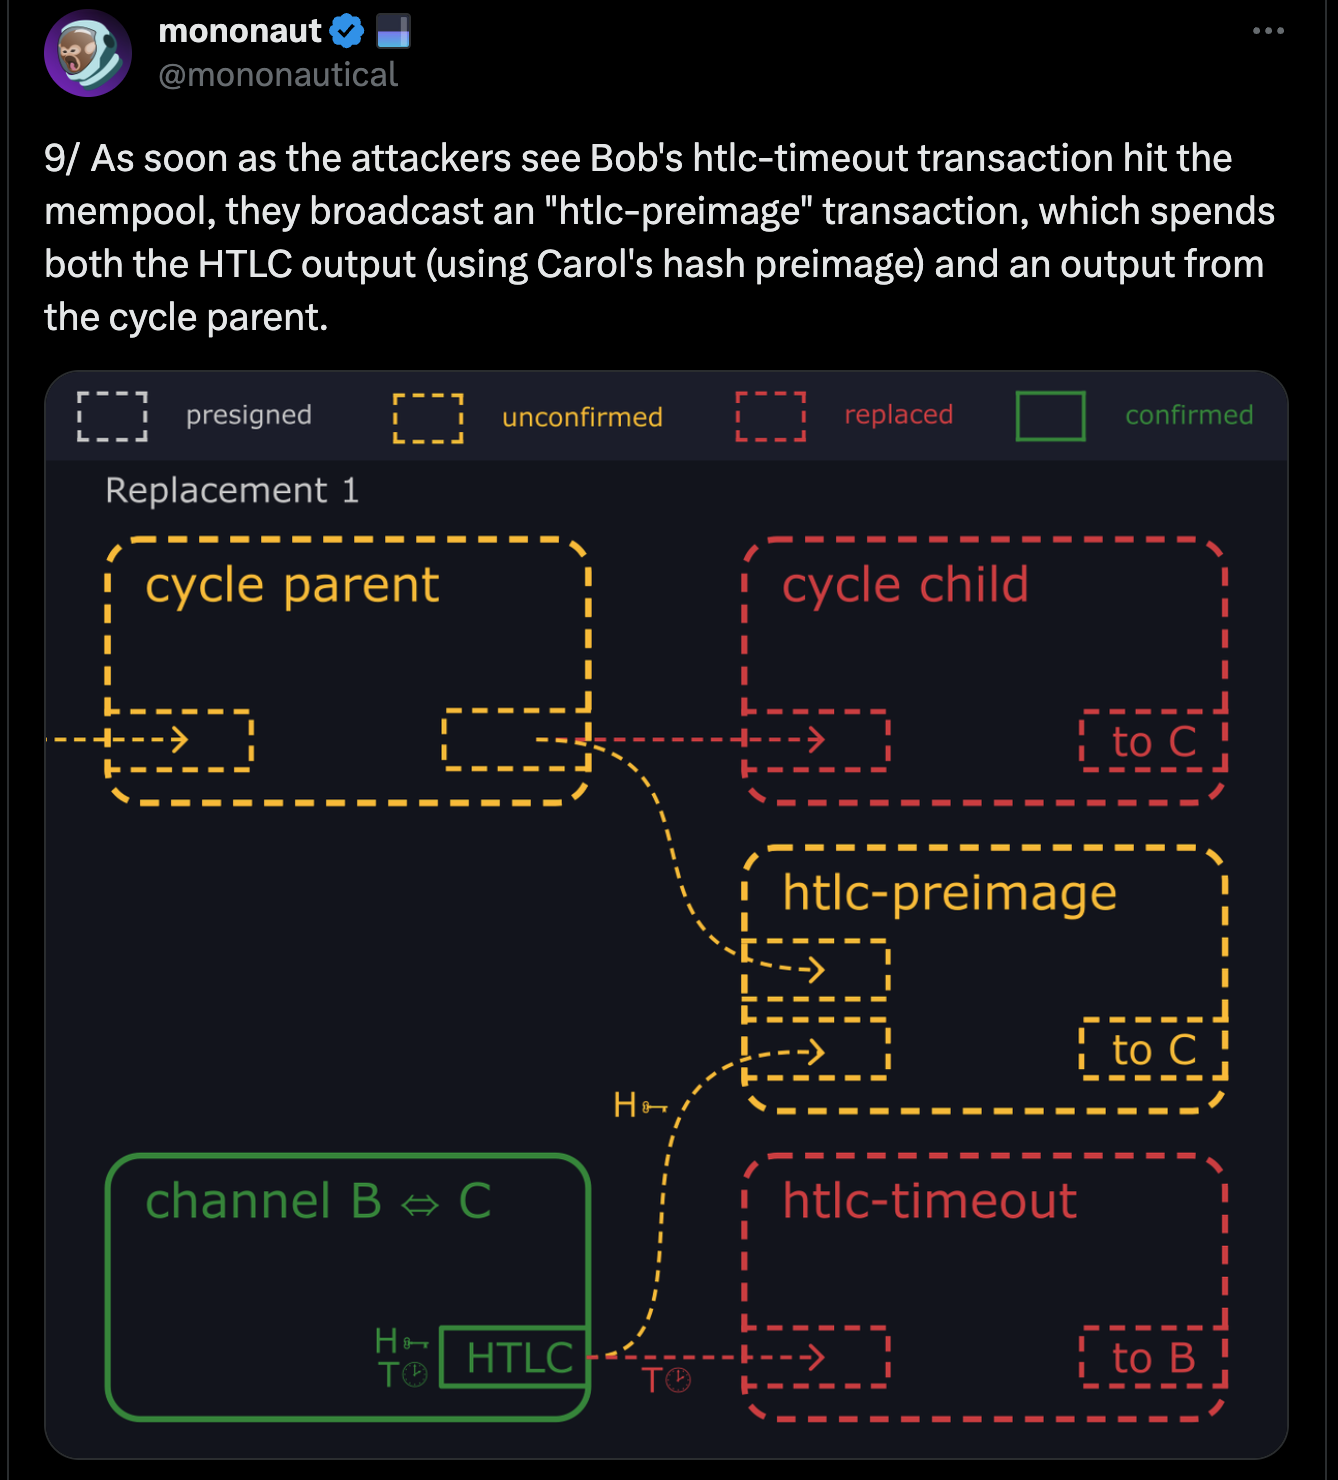 mononaut
@mononautical
9/ As soon as the attackers see Bob's htlc-timeout transaction hit the
mempool, they broadcast an "htlc-preimage" transaction, which spends
both the HTLC output (using Carol's hash preimage) and an output from
the cycle parent.
presigned
unconfirmed
replaced
confirmed
Replacement 1
cycle parent
cycle child
to C
htlc-preimage
to C
H
channel B ⇔ C
H
T
HTLC
T
htlc-timeout
to B